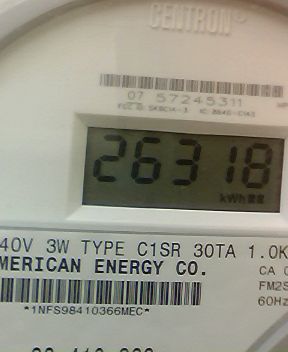 CENTRON®
07 57245311
26318
kWh
40V 3W TYPE C1SR 30TA 1.0K
MERICAN ENERGY CO.
CA 0
FM2S
60Hz
*1NFS98410366MEC*